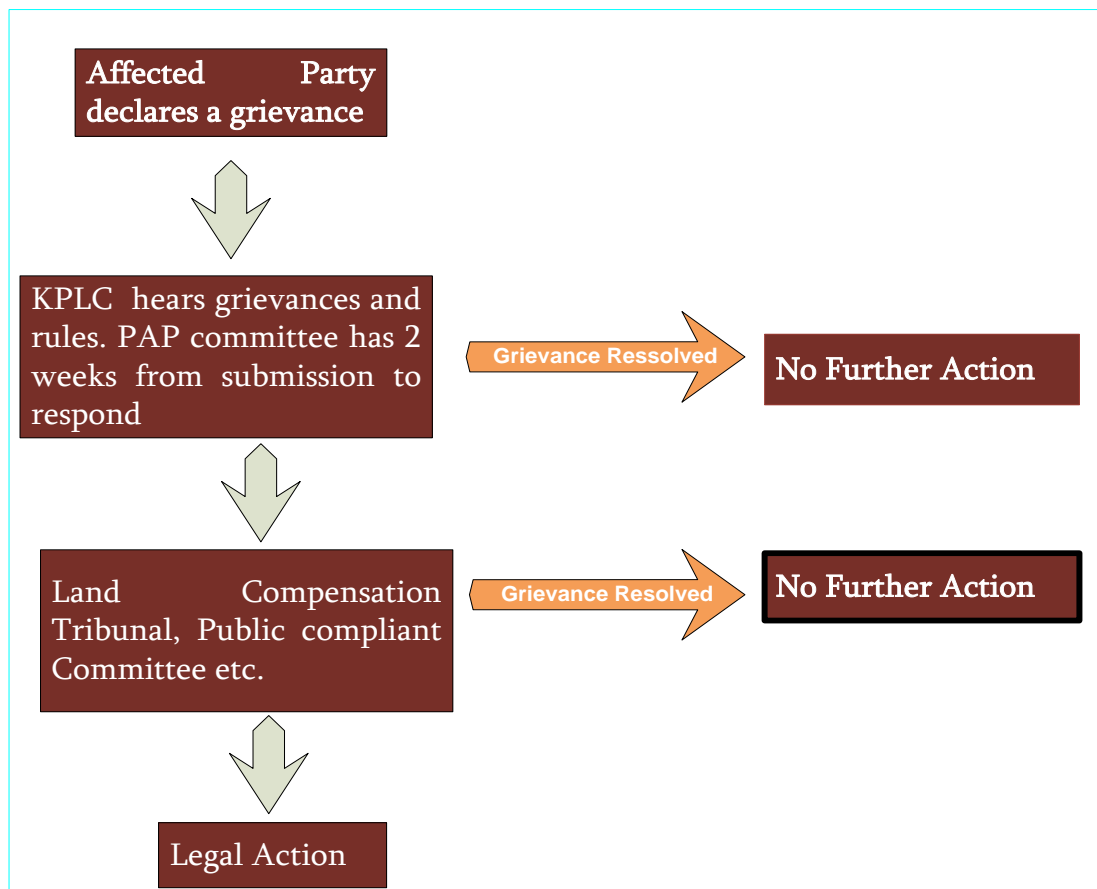 Affected Party
declares a grievance
KPLC hears grievances and
rules. PAP committee has 2
weeks from submission to
respond
Grievance Ressolved
No Further Action
Land Compensation
Tribunal, Public compliant
Committee etc.
Grievance Resolved
No Further Action
Legal Action